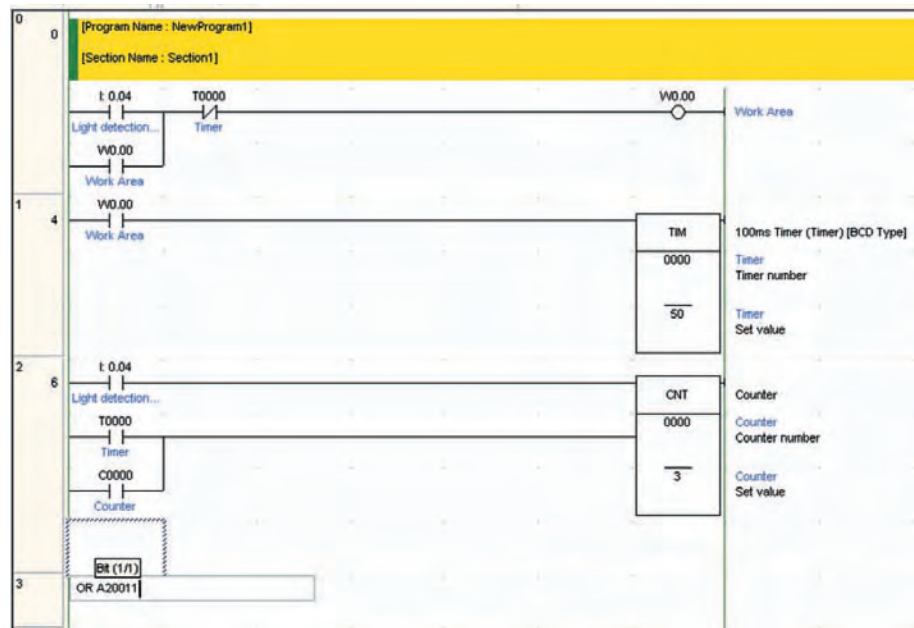 0
0
[Program Name : NewProgram1]
[Section Name : Section1]
I: 0.04
T0000
W0.00
Work Area
Light detection...
Timer
W0.00
Work Area
1
4
W0.00
Work Area
TIM
100ms Timer (Timer) [BCD Type]
0000
Timer
Timer number
50
Timer
Set value
2
6
I: 0.04
Light detection...
CNT
Counter
T0000
0000
Counter
Counter number
Timer
C0000
3
Counter
Set value
Counter
Bit (1/1)
3
OR A20011